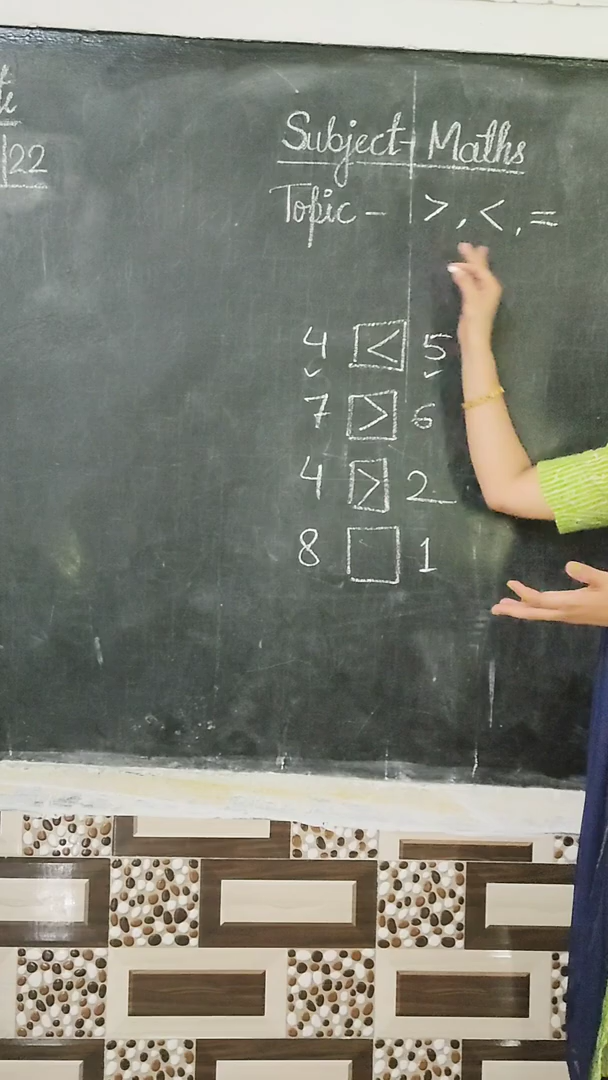 |22
Subject- Maths
Topic - >, <, =
4 < 5
7 > 6
4 > 2
8 1